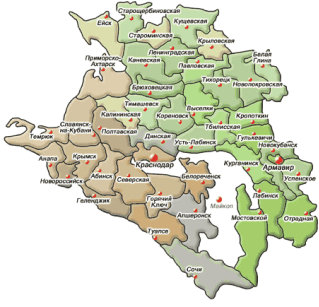 Ейск
Старощербиновская
Кущевская
Староминская
Крыловская
Ленинградская
Каневская
Павловская
Белая
Глина
Приморско-
Ахтарск
Тихорецк
Новопокровская
Брюховецкая
Тимашевск
Выселки
Калининская
Кореновск
Кропоткин
Славянск-
на-Кубани
Полтавская
Тбилисская
Темрюк
Динская
Усть-Лабинск
Гулькевичи
Новокубанск
Анапа
Крымск
Краснодар
Курганинск
Армавир
Абинск
Северская
Белореченск
Успенское
Новороссийск
Геленджик
Горячий
Ключ
Майкоп
Лабинск
Апшеронск
Мостовской
Отрадная
Туапсе
Сочи